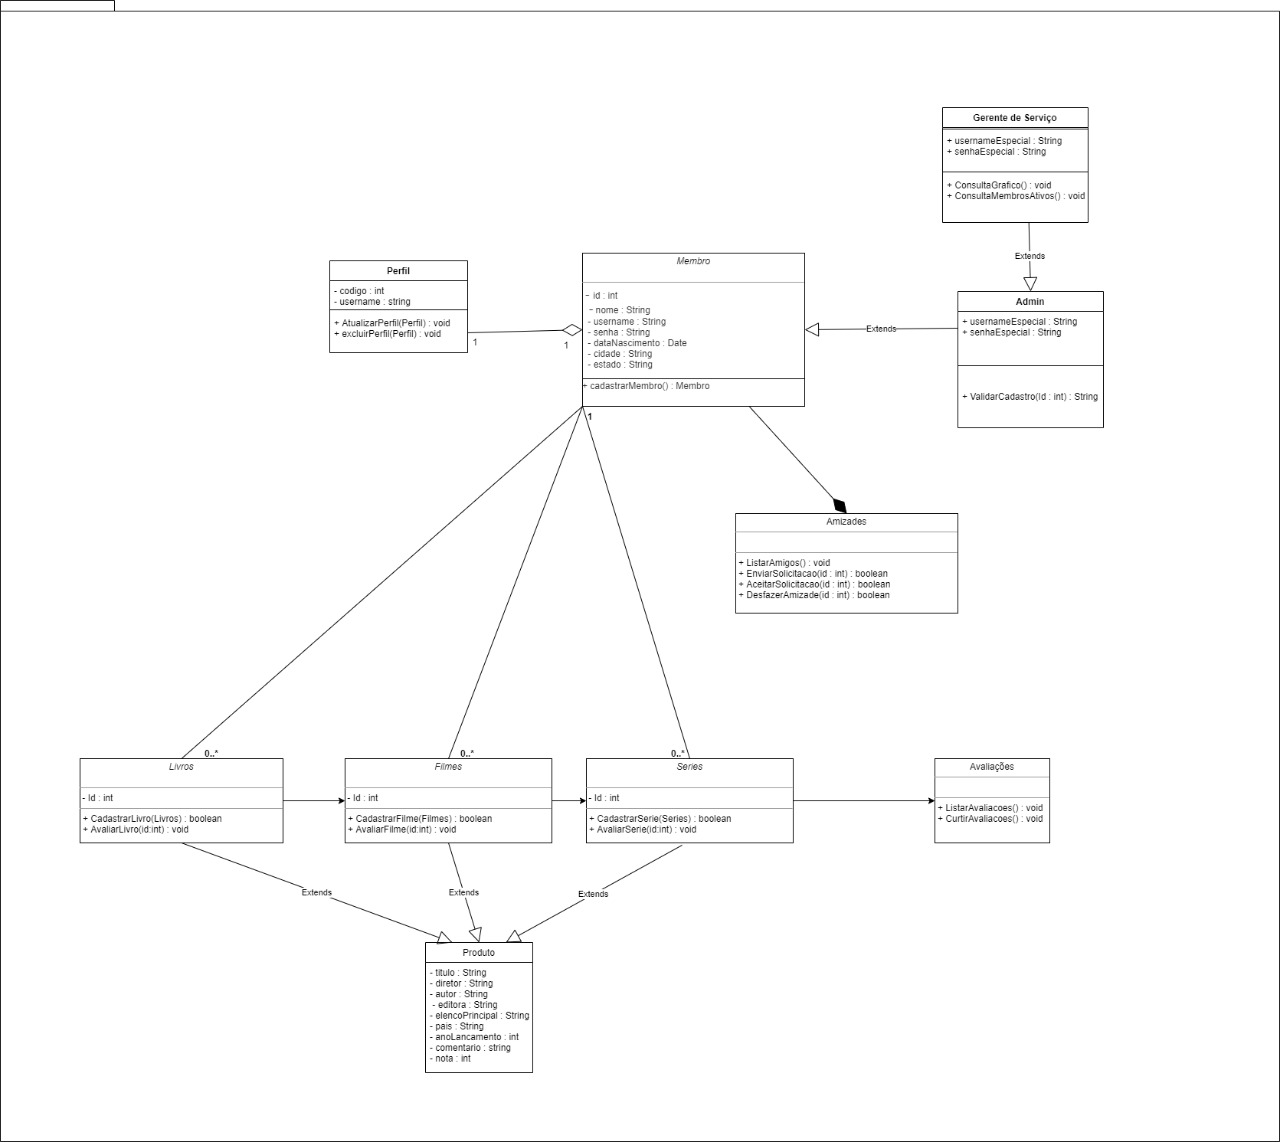 Gerente de Serviço
+ usernameEspecial : String
+ senhaEspecial : String
+ ConsultaGrafico() : void
+ ConsultaMembrosAtivos() : void
Extends
Perfil
- codigo : int
- username : string
+ AtualizarPerfil(Perfil) : void
+ excluirPerfil(Perfil) : void
1
1
Membro
- id : int
- nome : String
- username : String
- senha : String
- dataNascimento : Date
- cidade : String
- estado : String
+ cadastrarMembro() : Membro
Extends
Admin
+ usernameEspecial : String
+ senhaEspecial : String
+ ValidarCadastro(Id : int) : String
1
Amizades
+ ListarAmigos() : void
+ EnviarSolicitacao(id : int) : boolean
+ AceitarSolicitacao(id : int) : boolean
+ DesfazerAmizade(id : int) : boolean
0..*
0..*
0..*
Livros
- Id : int
+ CadastrarLivro(Livros) : boolean
+ AvaliarLivro(id:int) : void
Filmes
- Id : int
+ CadastrarFilme(Filmes) : boolean
+ AvaliarFilme(id:int) : void
Series
- Id : int
+ CadastrarSerie(Series) : boolean
+ AvaliarSerie(id:int) : void
Avaliações
+ ListarAvaliacoes() : void
+ CurtirAvaliacoes() : void
Extends
Extends
Extends
Produto
- titulo : String
- diretor : String
- autor : String
- editora : String
- elencoPrincipal : String
- pais : String
- anoLancamento : int
- comentario : string
- nota : int